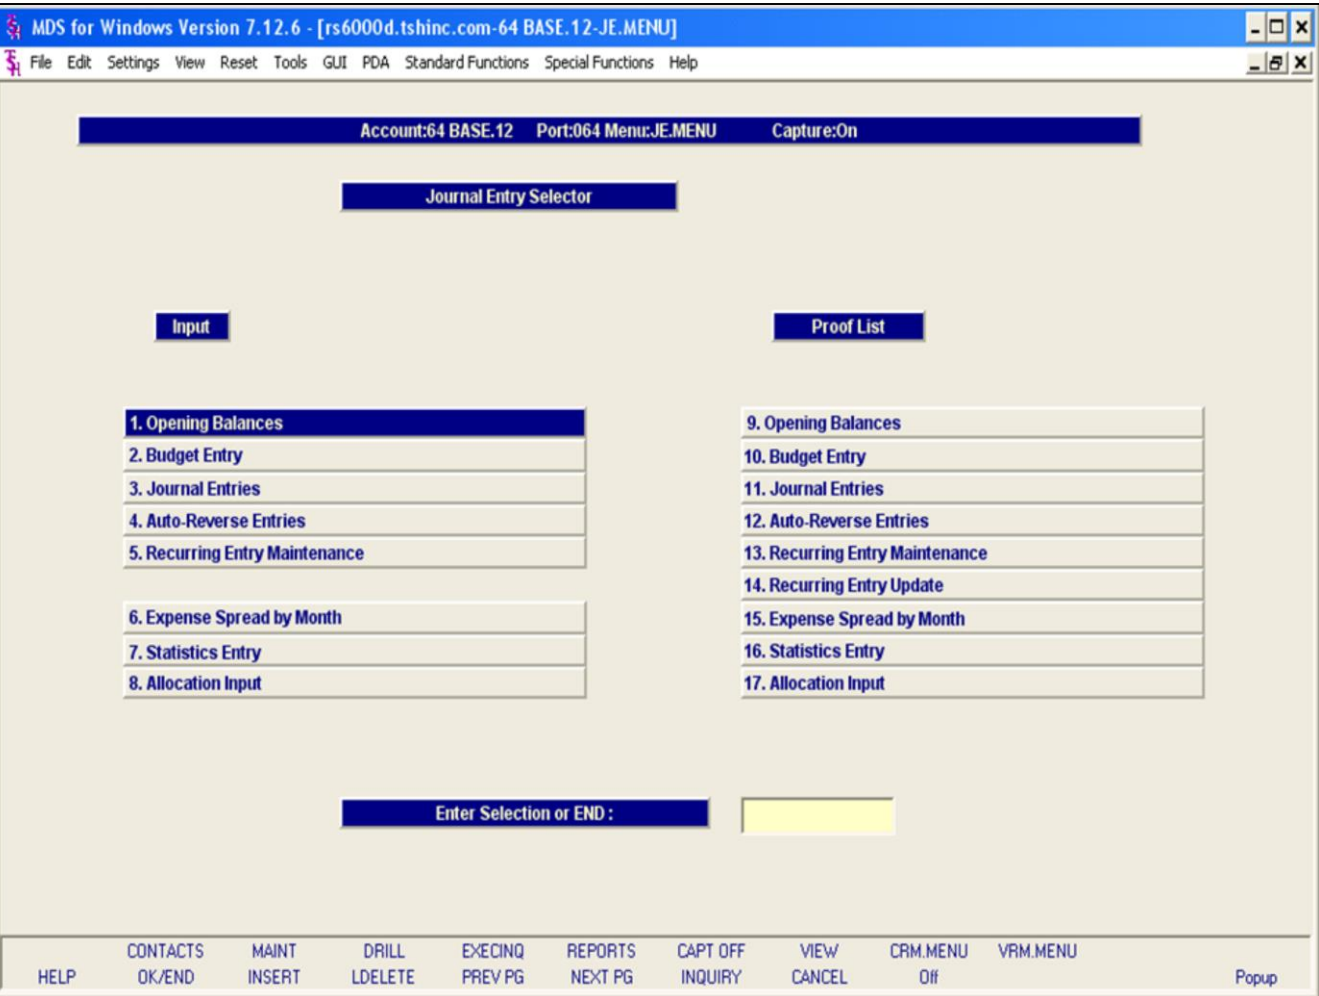 MDS for Windows Version 7.12.6 - [rs6000d.tshinc.com-64 BASE.12-JE.MENU]
File Edit Settings View Reset Tools GUI PDA Standard Functions Special Functions Help
Account:64 BASE.12 Port:064 Menu:JE.MENU Capture:On
Journal Entry Selector
Input
Proof List
1. Opening Balances
2. Budget Entry
3. Journal Entries
4. Auto-Reverse Entries
5. Recurring Entry Maintenance
6. Expense Spread by Month
7. Statistics Entry
8. Allocation Input
9. Opening Balances
10. Budget Entry
11. Journal Entries
12. Auto-Reverse Entries
13. Recurring Entry Maintenance
14. Recurring Entry Update
15. Expense Spread by Month
16. Statistics Entry
17. Allocation Input
Enter Selection or END :
CONTACTS MAINT DRILL EXECINQ REPORTS CAPT OFF VIEW CRM.MENU VRM.MENU
HELP OK/END INSERT LDELETE PREV PG NEXT PG INQUIRY CANCEL Off Popup